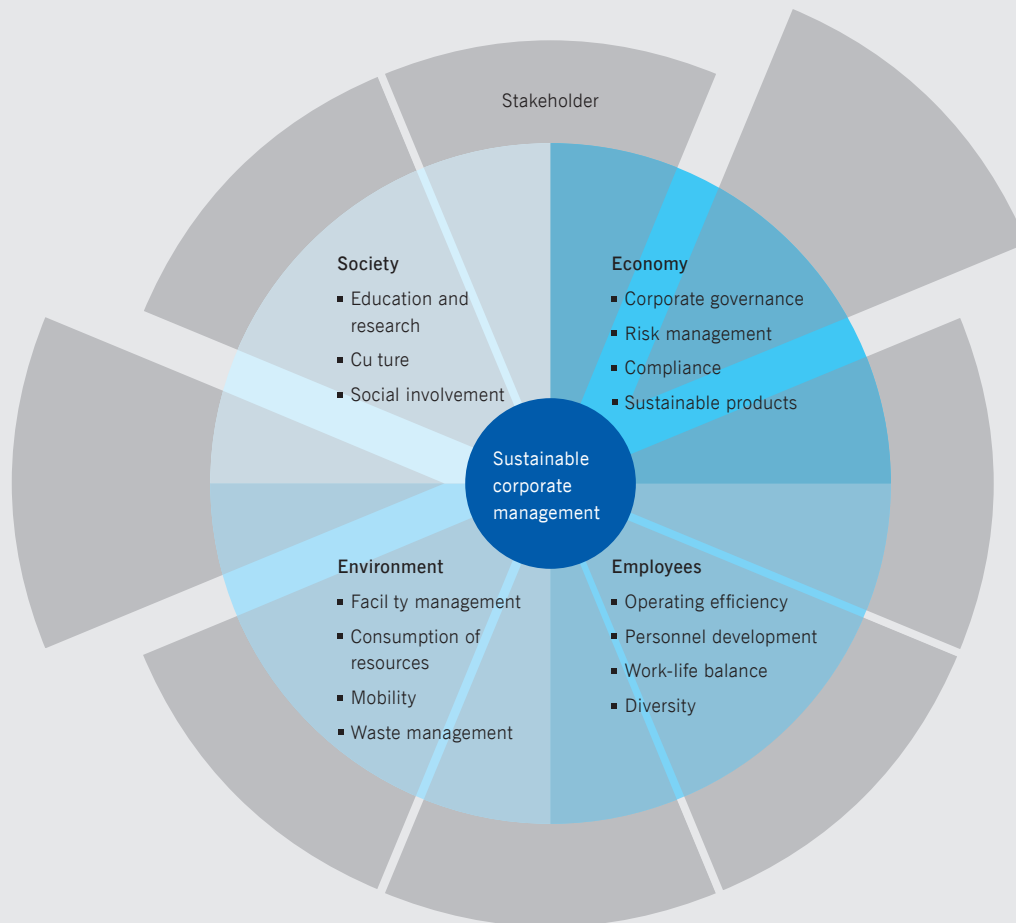 Stakeholder
Society
▪ Education and
research
▪ Cu ture
▪ Social involvement
Economy
▪ Corporate governance
▪ Risk management
▪ Compliance
▪ Sustainable products
Sustainable
corporate
management
Environment
▪ Facil ty management
▪ Consumption of
resources
▪ Mobility
▪ Waste management
Employees
▪ Operating efficiency
▪ Personnel development
▪ Work-life balance
▪ Diversity